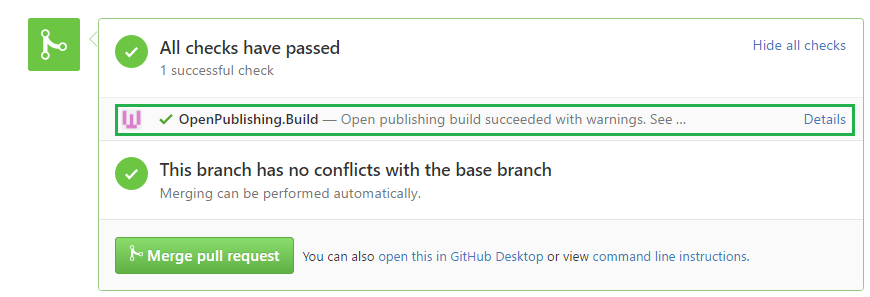 All checks have passed
Hide all checks
1 successful check
OpenPublishing.Build — Open publishing build succeeded with warnings. See ...
Details
This branch has no conflicts with the base branch
Merging can be performed automatically.
Merge pull request
You can also open this in GitHub Desktop or view command line instructions.